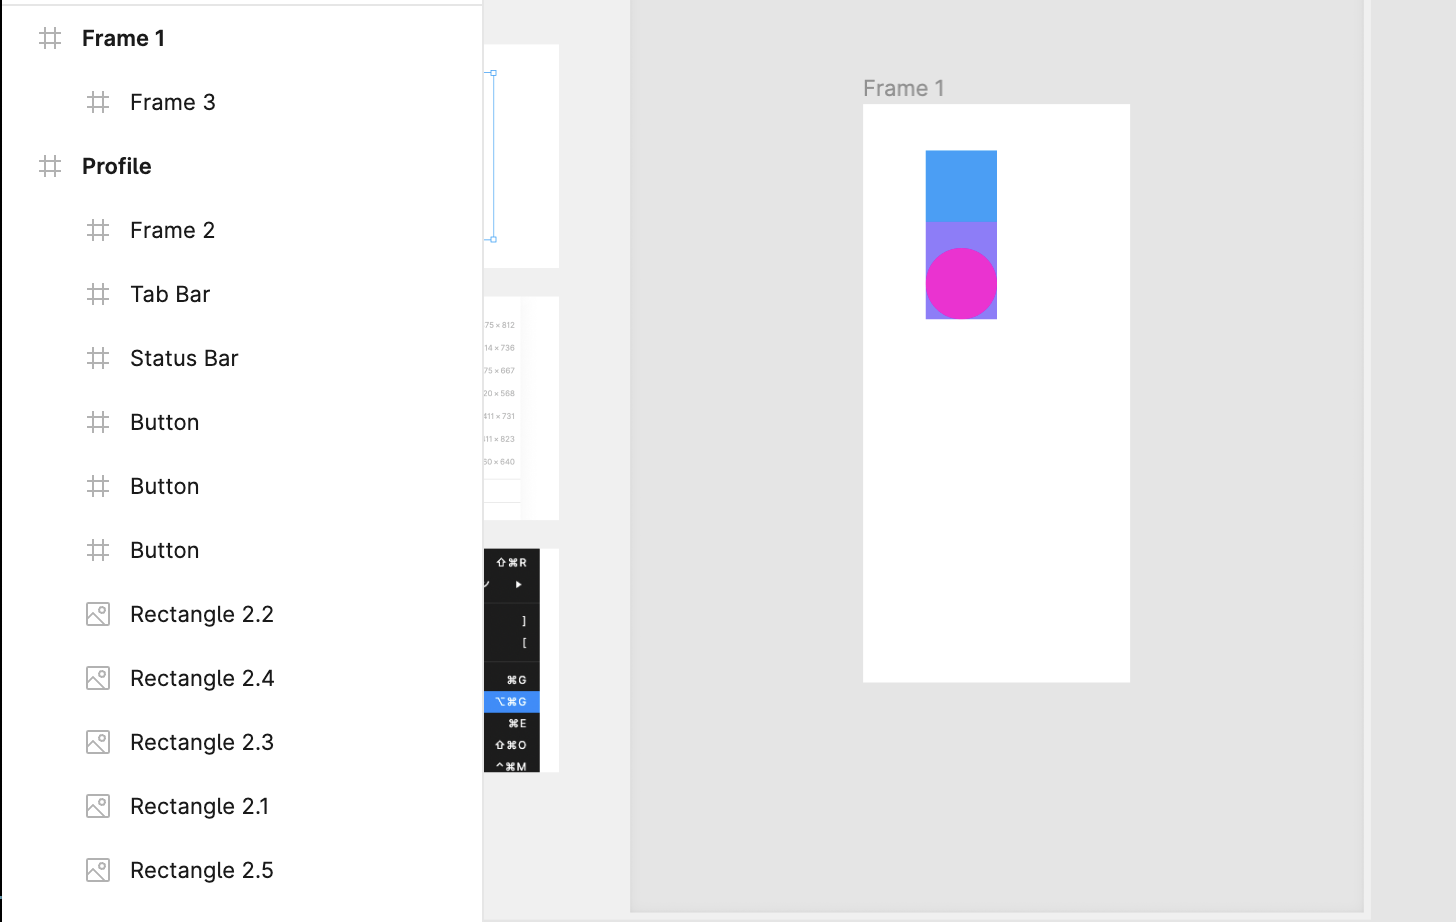 Frame 1
Frame 3
Profile
Frame 2
Tab Bar
Status Bar
Button
Button
Button
Rectangle 2.2
Rectangle 2.4
Rectangle 2.3
Rectangle 2.1
Rectangle 2.5
75 × 812
14 × 736
75 × 667
20 × 568
411 × 731
411 × 823
60 × 640
⇧⌘R
]
[
⌘G
⌥⌘G
⌘E
⇧⌘O
^⌘M
Frame 1